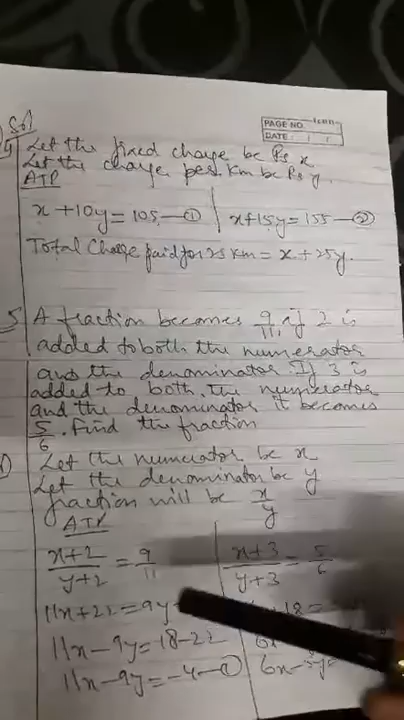 Sol
PAGE NO.
DATE: / /
4) Let the fixed charge be Rs x
Let the charge per Km be Rs y.
ATP
x + 10y = 105 —① | x + 15y = 155 —②
Total Charge paid for 25 Km = x + 25y.
5 A fraction becomes 9/11, if 2 is
added to both the numerator
and the denominator If 3 is
added to both the numerator
and the denominator it becomes
5/6. Find the fraction
Let the numerator be x
Let the denominator be y
fraction will be x/y
ATP
x+2/y+2 = 9/11 | x+3/y+3 = 5/6
11x + 22 = 9y
11x - 9y = 18 - 22
11x - 9y = -4 —①
6x - 5y =